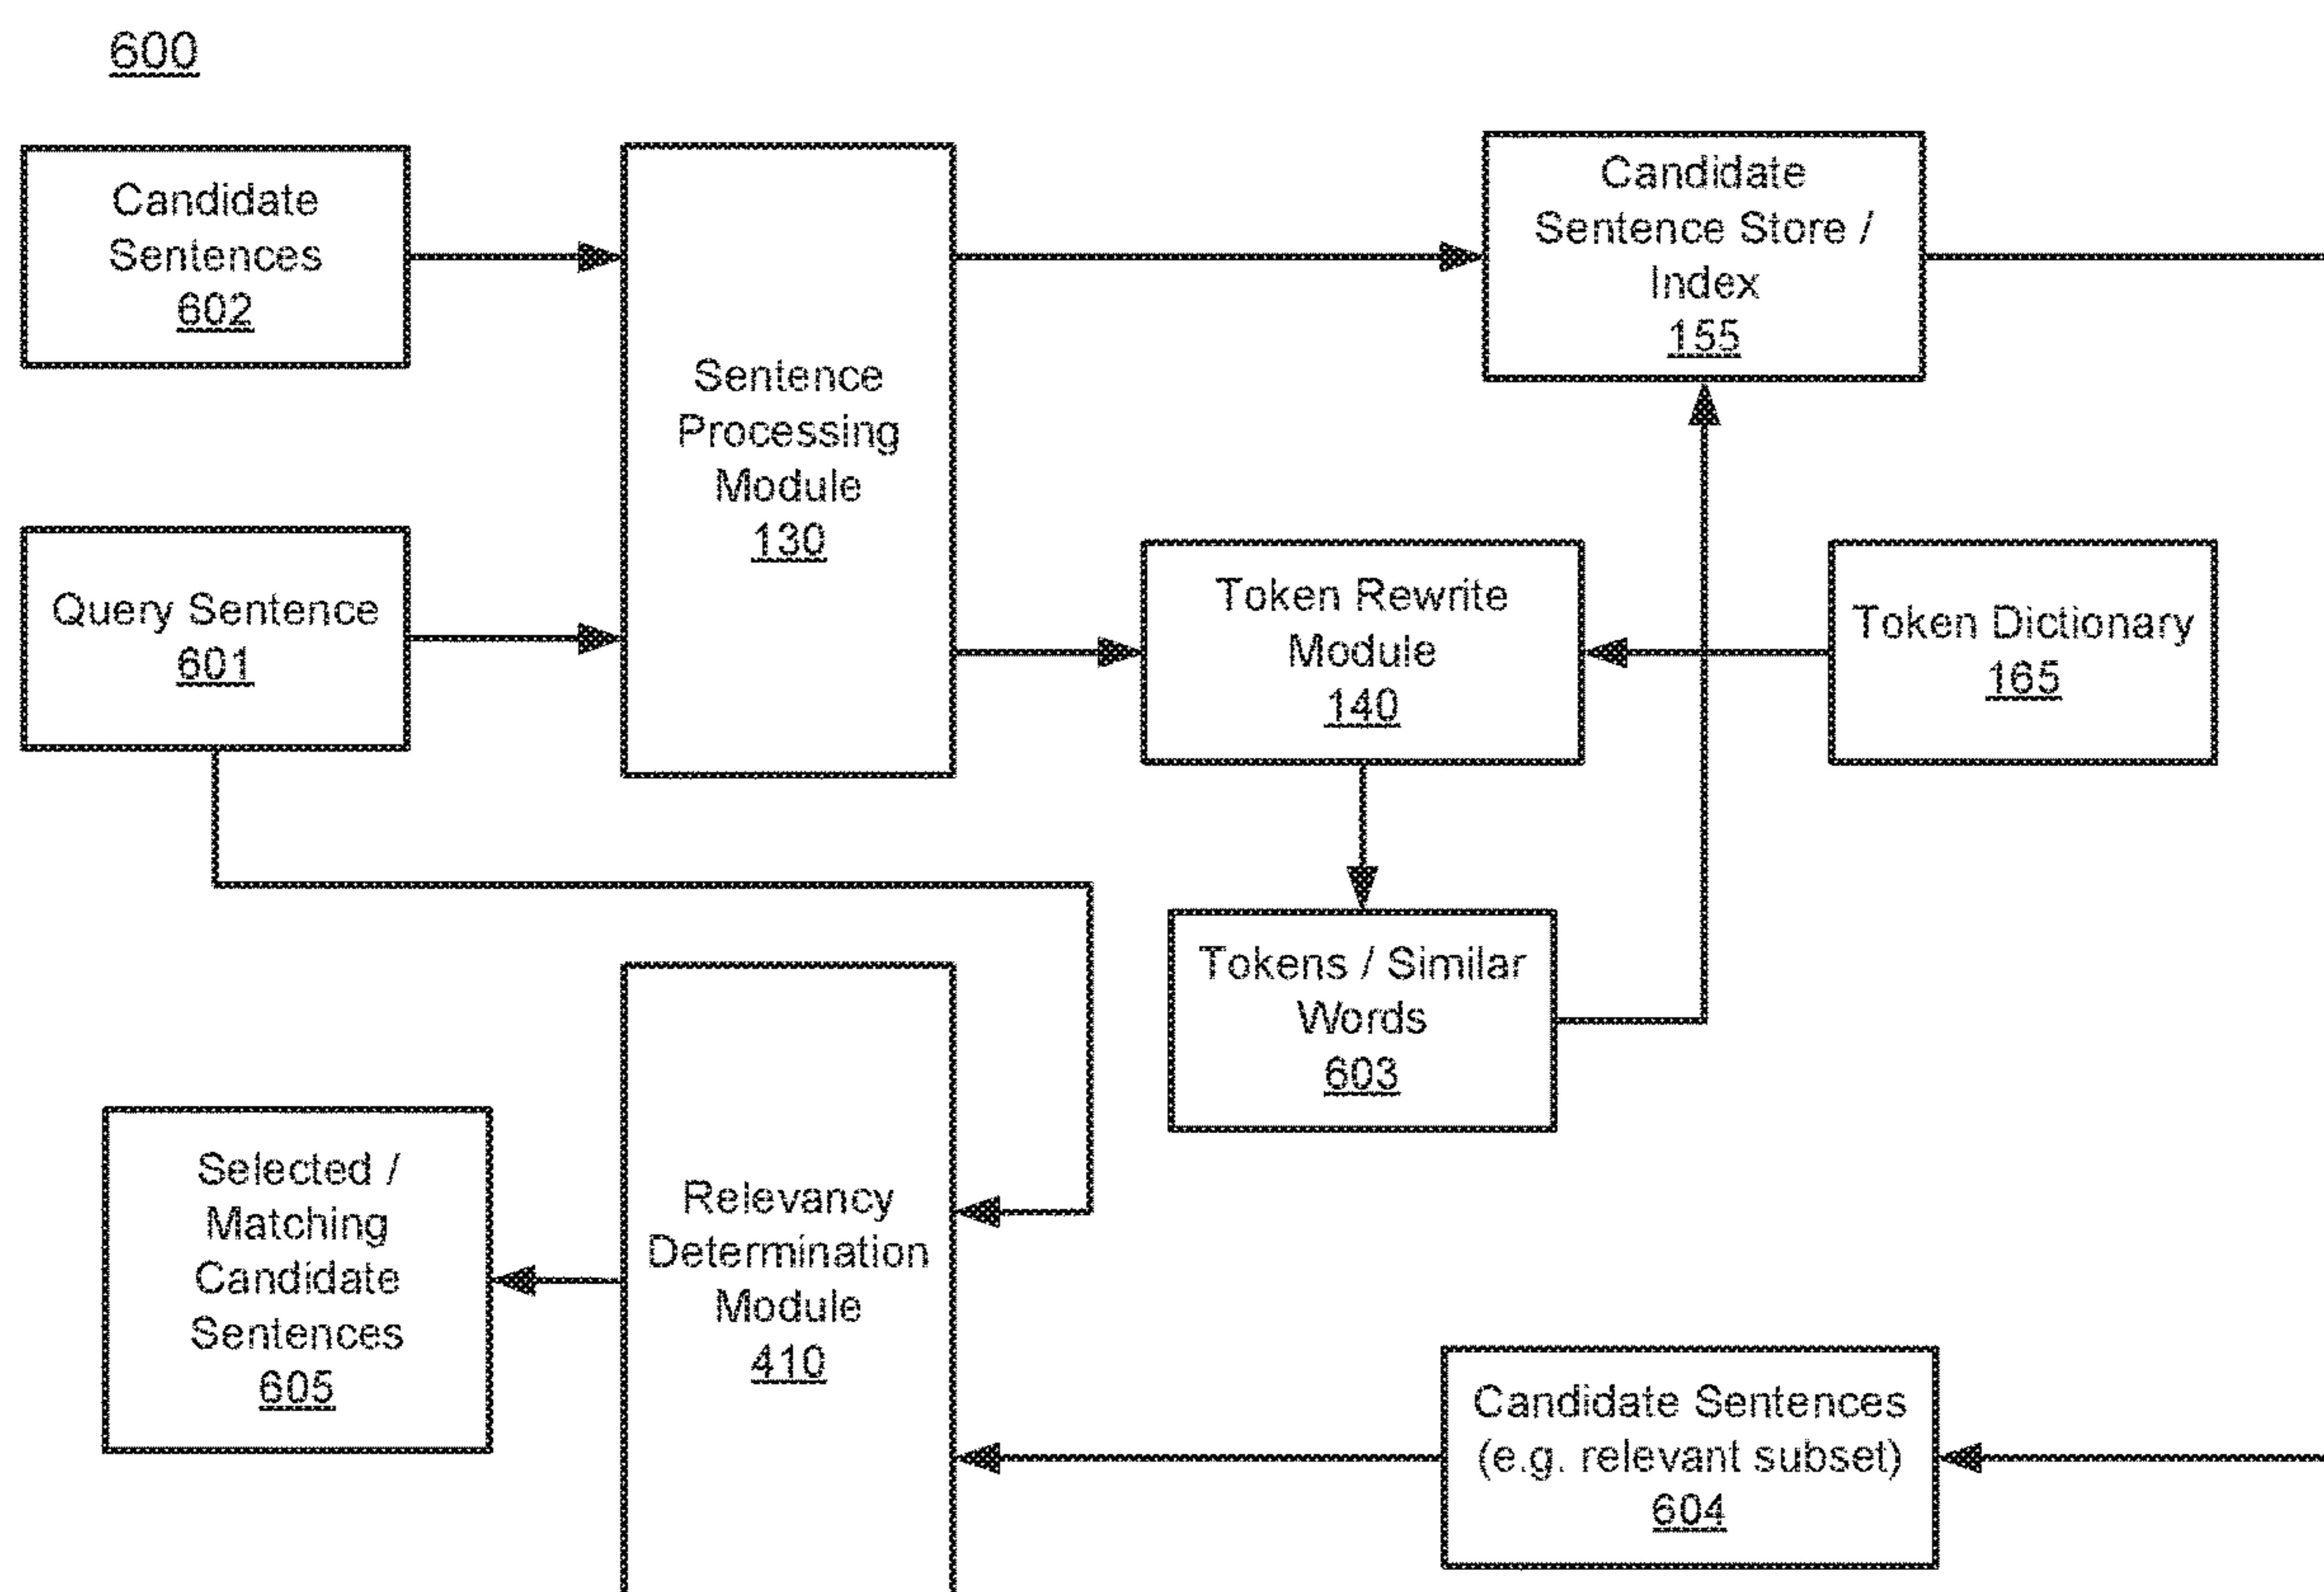 600
Candidate
Sentences
602
Sentence
Processing
Module
130
Candidate
Sentence Store /
Index
155
Query Sentence
601
Token Rewrite
Module
140
Token Dictionary
165
Tokens / Similar
Words
603
Selected /
Matching
Candidate
Sentences
605
Relevancy
Determination
Module
410
Candidate Sentences
(e.g. relevant subset)
604